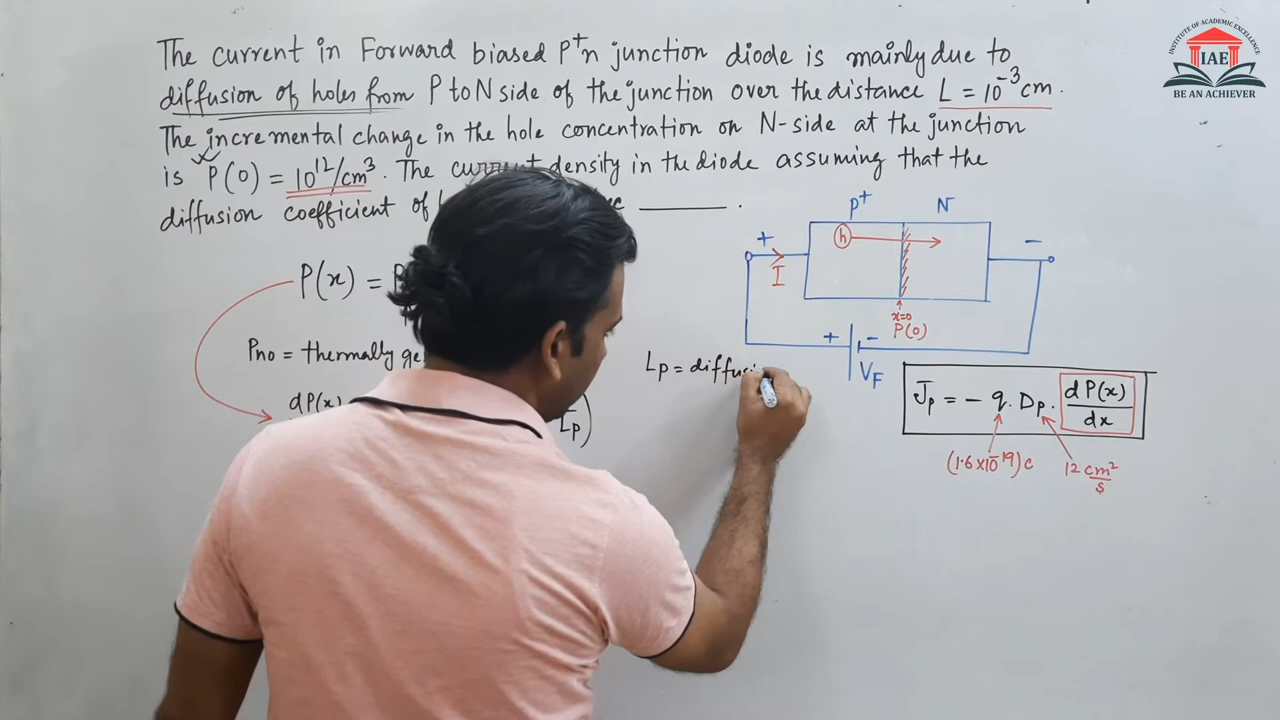 The current in Forward biased P⁺n junction diode is mainly due to
diffusion of holes from P to N side of the junction over the distance L = 10⁻³ cm.
The incremental change in the hole concentration on N-side at the junction
is P(0) = 10¹²/cm³. The current density in the diode assuming that the
diffusion coefficient of ______ .
P(x) =
Pno = thermally
dP(x)
Lp)
Lp = diffusi
P⁺ N
h
+ −
I
x=0
P(0)
+ −
VF
Jp = − q. Dp. dP(x)/dx
(1.6×10⁻¹⁹)c
12 cm²/s
INSTITUTE OF ACADEMIC EXCELLENCE
IAE
BE AN ACHIEVER